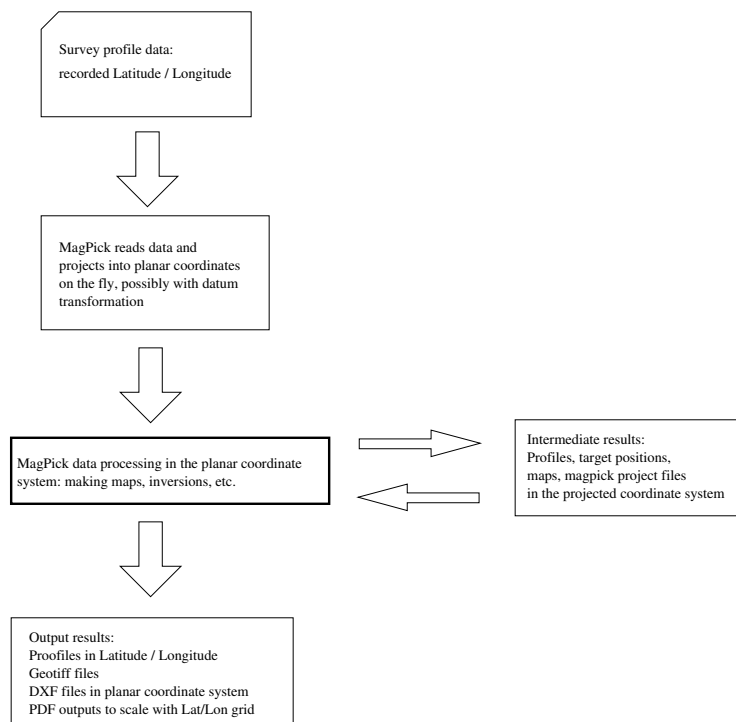 Survey profile data:
recorded Latitude / Longitude
MagPick reads data and
projects into planar coordinates
on the fly, possibly with datum
transformation
MagPick data processing in the planar coordinate
system: making maps, inversions, etc.
Intermediate results:
Profiles, target positions,
maps, magpick project files
in the projected coordinate system
Output results:
Proofiles in Latitude / Longitude
Geotiff files
DXF files in planar coordinate system
PDF outputs to scale with Lat/Lon grid